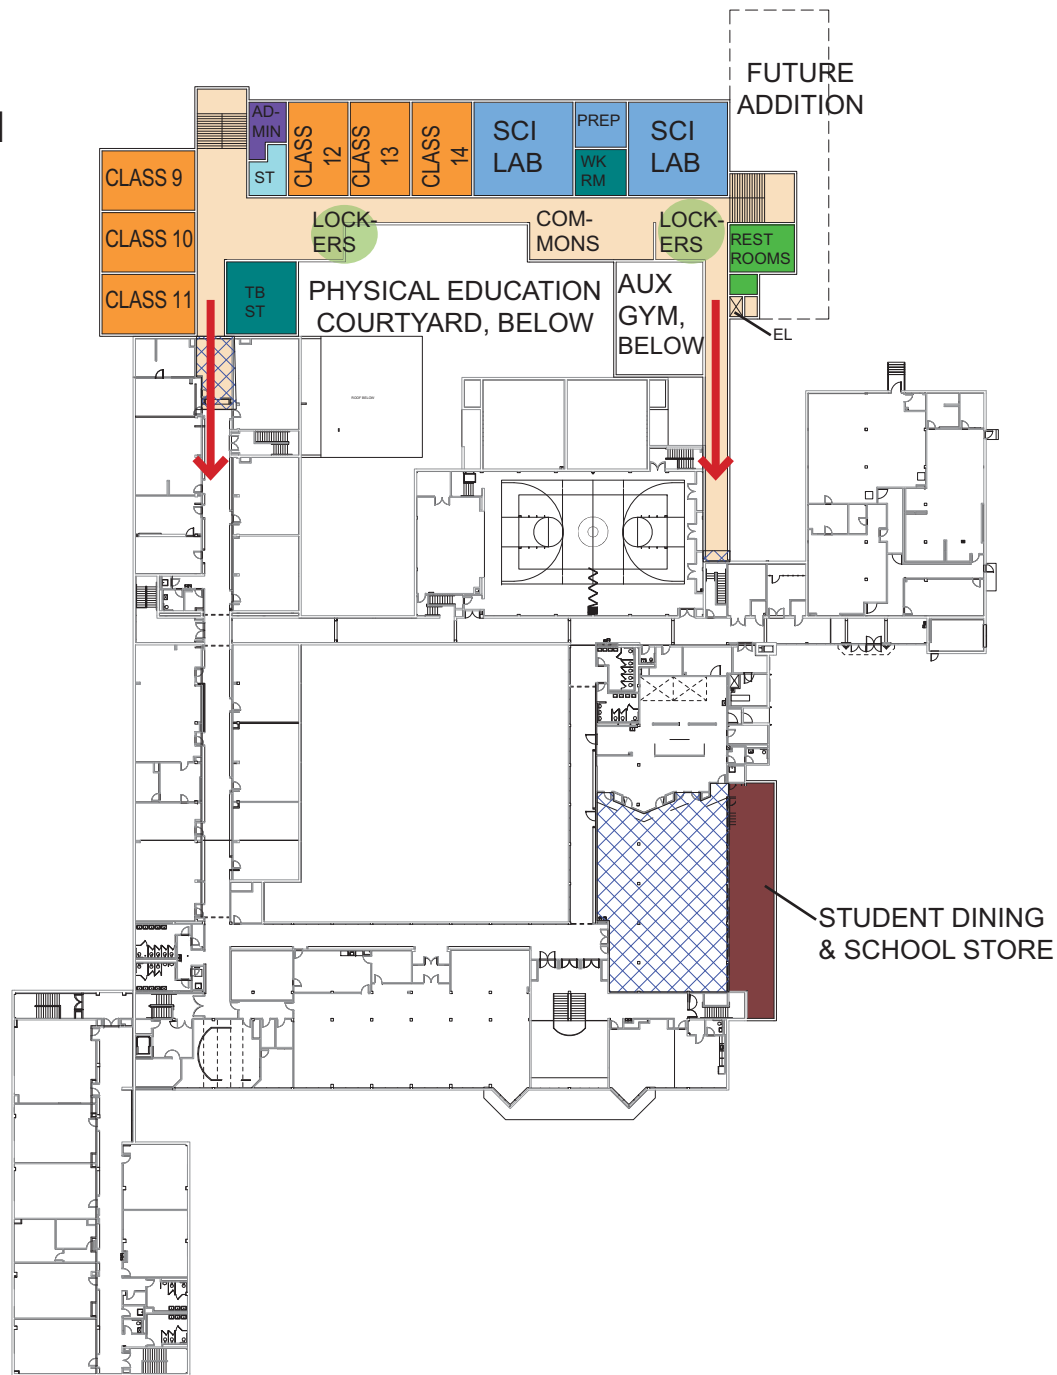 FUTURE
ADDITION
AD-
MIN
ST
CLASS
12
CLASS
13
CLASS
14
SCI
LAB
PREP
WK
RM
SCI
LAB
CLASS 9
CLASS 10
CLASS 11
LOCK-
ERS
COM-
MONS
LOCK-
ERS
REST
ROOMS
TB
ST
PHYSICAL EDUCATION
COURTYARD, BELOW
AUX
GYM,
BELOW
EL
ROOF BELOW
STUDENT DINING
& SCHOOL STORE